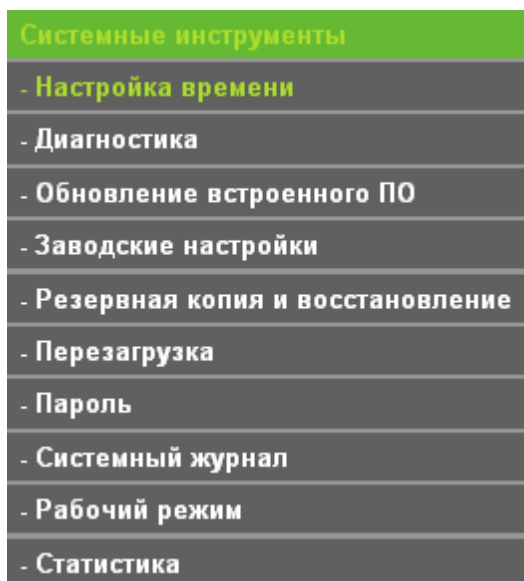 Системные инструменты
- Настройка времени
- Диагностика
- Обновление встроенного ПО
- Заводские настройки
- Резервная копия и восстановление
- Перезагрузка
- Пароль
- Системный журнал
- Рабочий режим
- Статистика